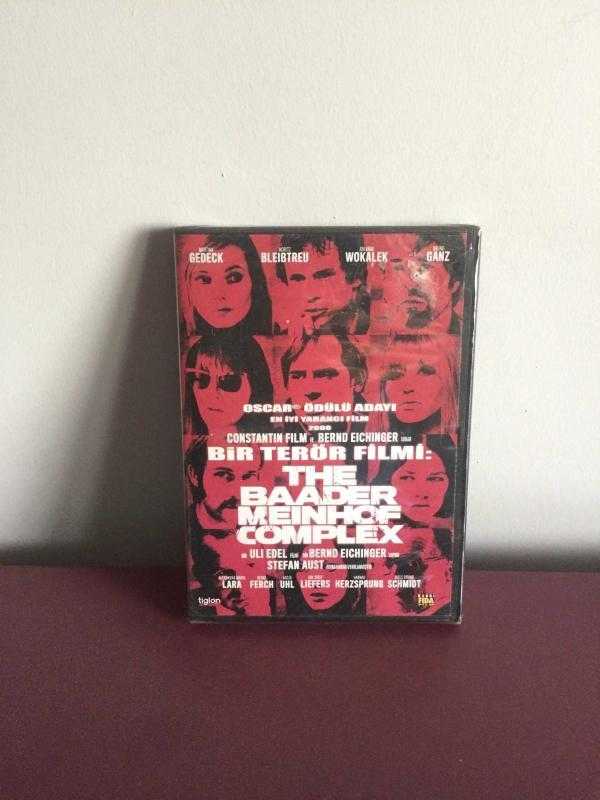 GEDECK BLEIBTREU WOKALEK GANZ
OSCAR® ÖDÜLÜ ADAYI
EN İYİ YABANCI FİLM
CONSTANTIN FILM BERND EICHINGER
BİR TERÖR FİLMİ:
THE
BAADER
MEINHOF
COMPLEX
ULI EDEL BERND EICHINGER
STEFAN AUST
LARA FERCH UHL LIEFERS HERZSPRUNG SCHMIDT
tiglon FIDA